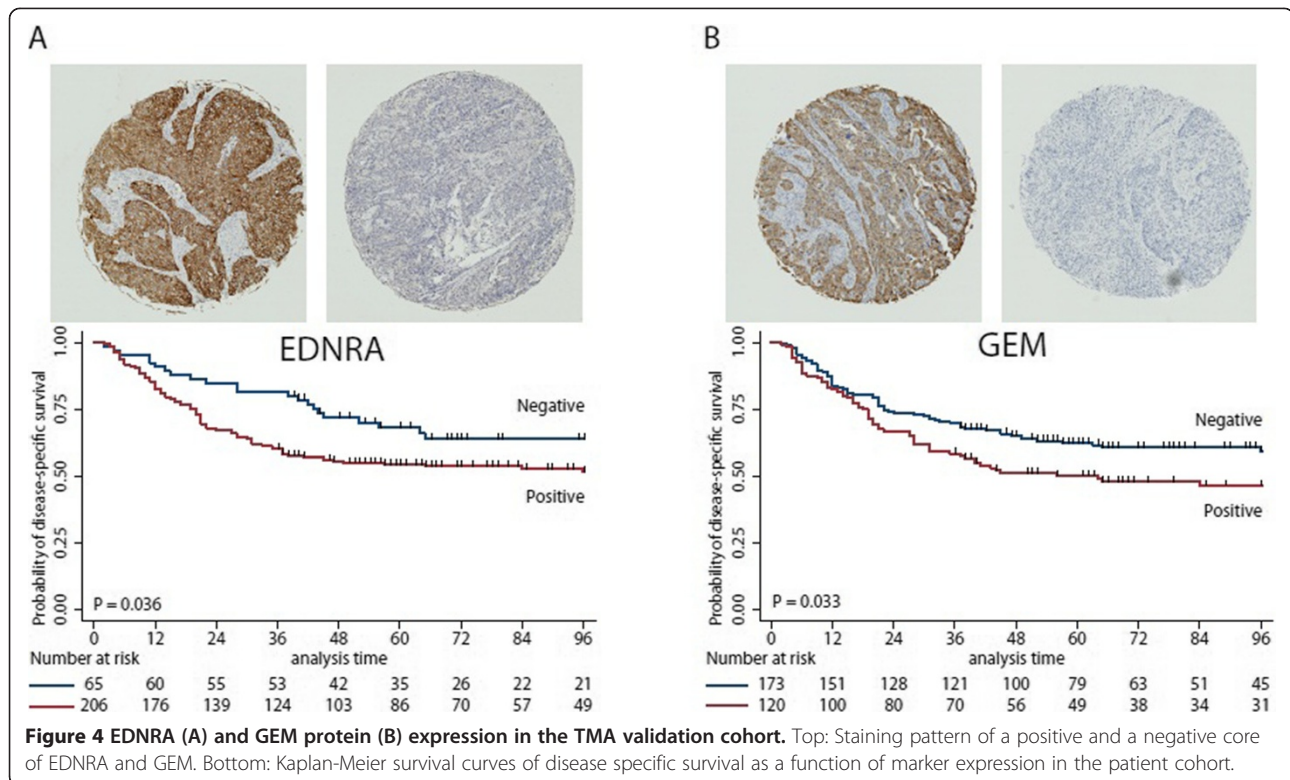 A
B
EDNRA
GEM
Probability of disease-specific survival
1.00
0.75
0.50
0.25
0.00
Negative
Positive
P = 0.036
0 12 24 36 48 60 72 84 96
Number at risk
analysis time
65 60 55 53 42 35 26 22 21
206 176 139 124 103 86 70 57 49
Probability of disease-specific survival
1.00
0.75
0.50
0.25
0.00
Negative
Positive
P = 0.033
0 12 24 36 48 60 72 84 96
Number at risk
analysis time
173 151 128 121 100 79 63 51 45
120 100 80 70 56 49 38 34 31
Figure 4 EDNRA (A) and GEM protein (B) expression in the TMA validation cohort. Top: Staining pattern of a positive and a negative core
of EDNRA and GEM. Bottom: Kaplan-Meier survival curves of disease specific survival as a function of marker expression in the patient cohort.